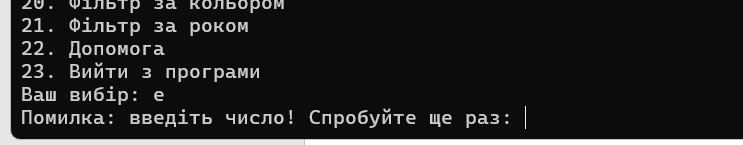 20. Фільтр за кольором
21. Фільтр за роком
22. Допомога
23. Вийти з програми
Ваш вибір: е
Помилка: введіть число! Спробуйте ще раз: